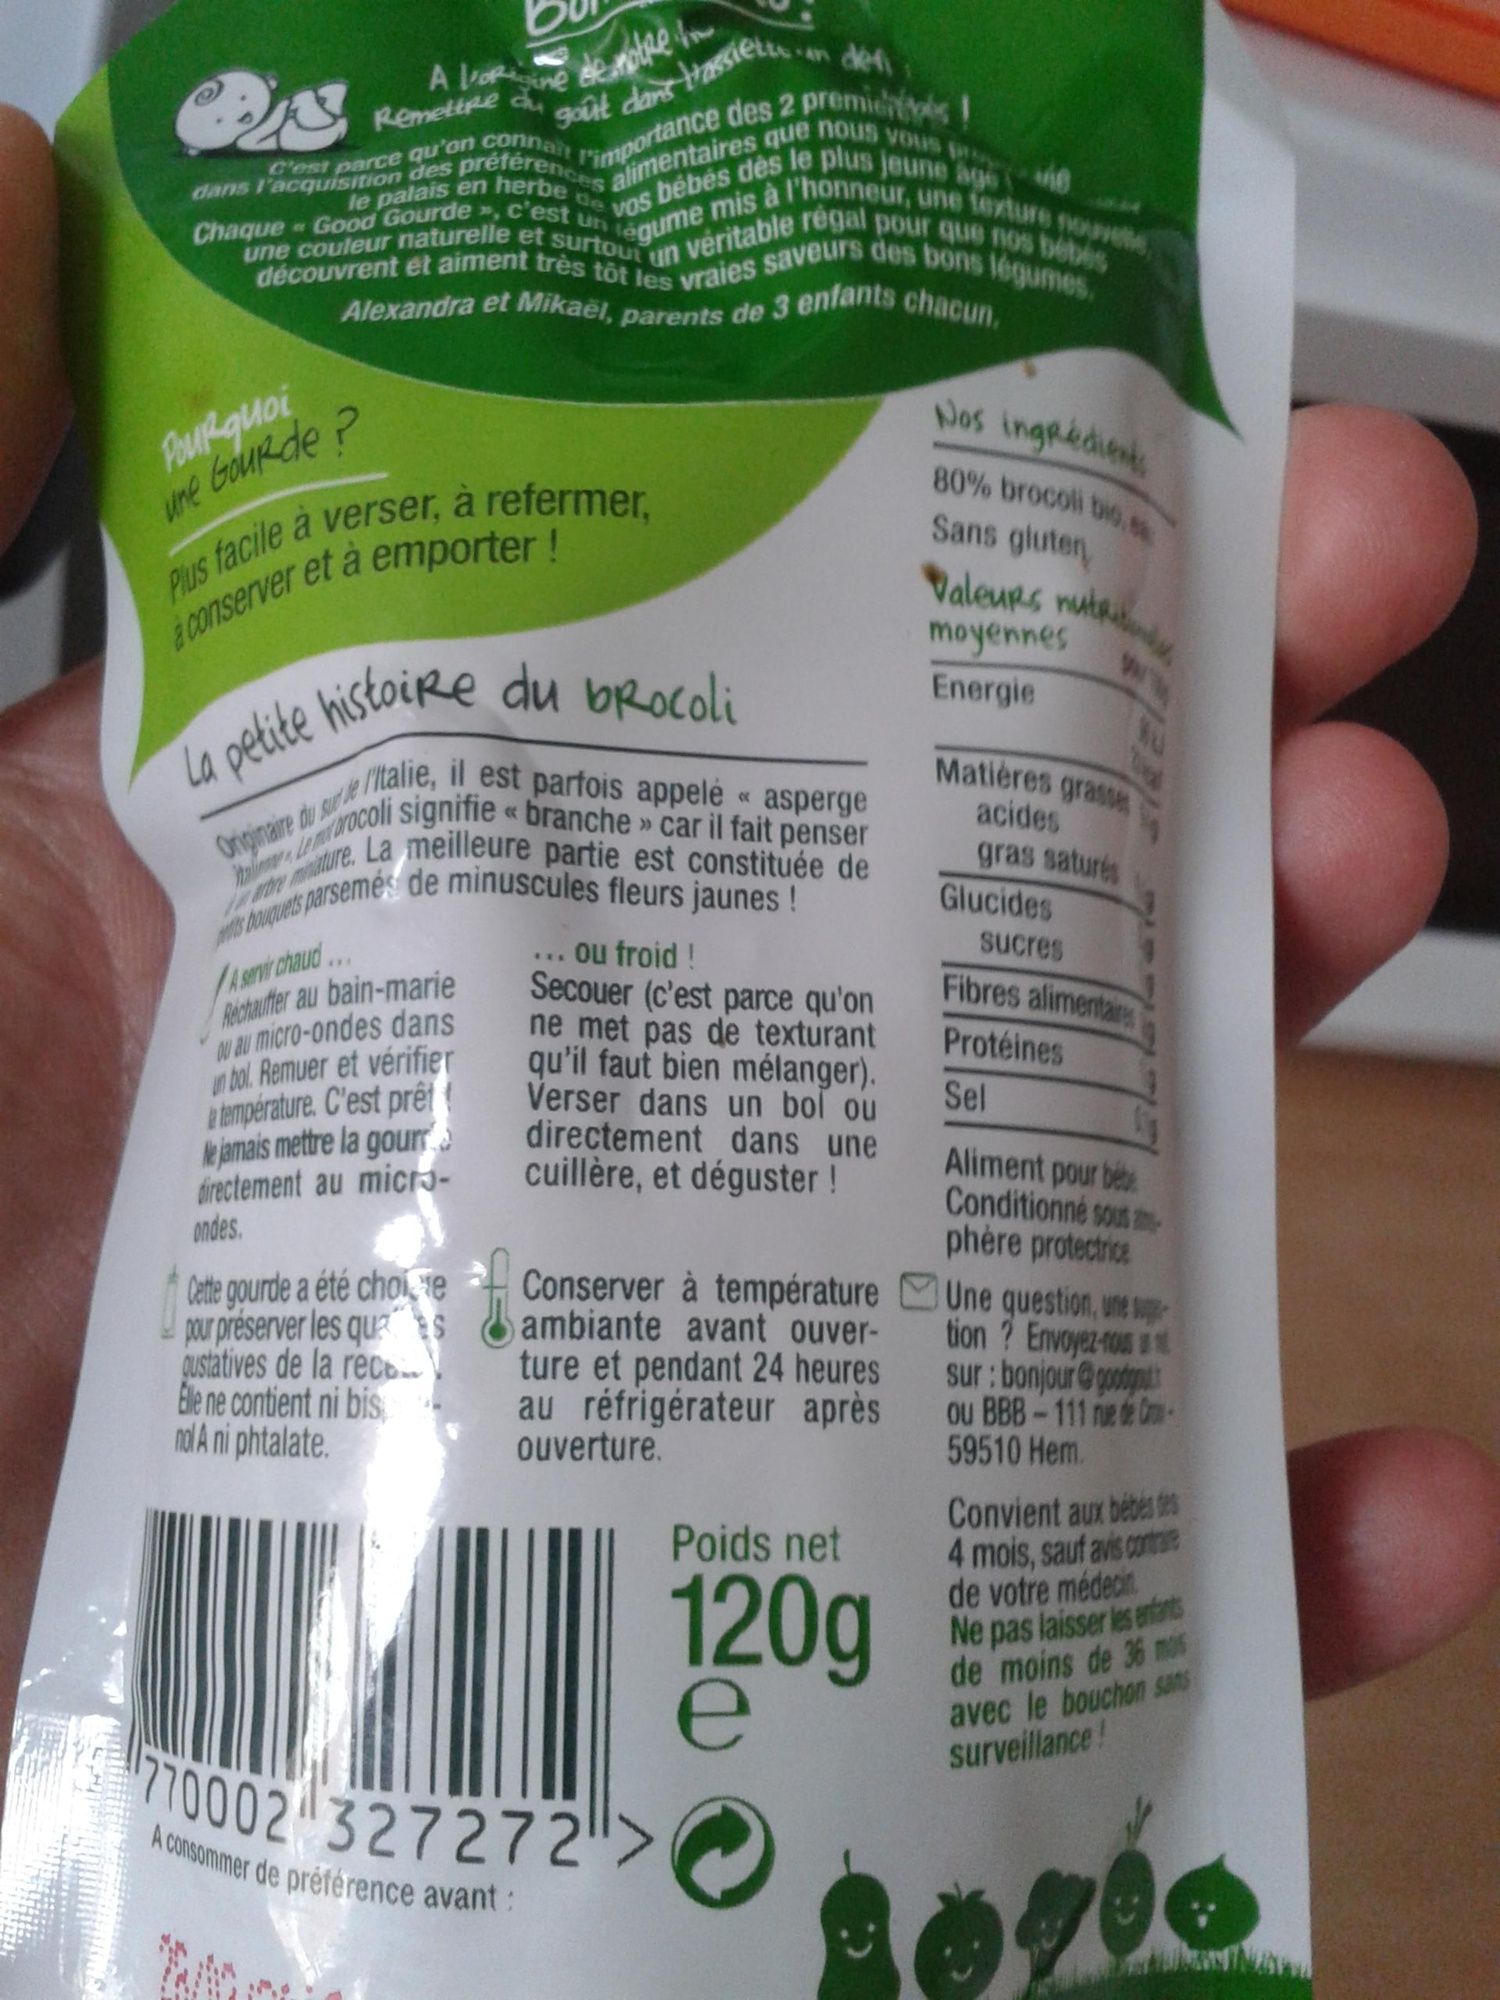 A l'origine de notre
Remettre du goût dans l'assiette un défi
C'est parce qu'on connaît l'importance des 2 premières
dans l'acquisition des préférences alimentaires que nous vous
le palais en herbe de vos bébés dès le plus jeune âge !
Chaque « Good Gourde », c'est un légume mis à l'honneur, une texture nouvelle,
une couleur naturelle et surtout un véritable régal pour que nos bébés
découvrent et aiment très tôt les vraies saveurs des bons légumes.
Alexandra et Mikaël, parents de 3 enfants chacun.
Pourquoi
une Gourde ?
Plus facile à verser, à refermer,
à conserver et à emporter !
La petite histoire du brocoli
Originaire du sud de l'Italie, il est parfois appelé « asperge
italienne ». Le mot brocoli signifie « branche » car il fait penser
à un arbre miniature. La meilleure partie est constituée de
petits bouquets parsemés de minuscules fleurs jaunes !
A servir chaud ...
Réchauffer au bain-marie
ou au micro-ondes dans
un bol. Remuer et vérifier
la température. C'est prêt !
Ne jamais mettre la gourde
directement au micro-
ondes.
... ou froid !
Secouer (c'est parce qu'on
ne met pas de texturant
qu'il faut bien mélanger).
Verser dans un bol ou
directement dans une
cuillère, et déguster !
Cette gourde a été choisie
pour préserver les qualités
gustatives de la recette.
Elle ne contient ni bisphé-
nol A ni phtalate.
Conserver à température
ambiante avant ouver-
ture et pendant 24 heures
au réfrigérateur après
ouverture.
Nos ingrédients
80% brocoli bio,
Sans gluten
Valeurs nutritionnelles
moyennes
Energie
Matières grasses
acides
gras saturés
Glucides
sucres
Fibres alimentaires
Protéines
Sel
Aliment pour bébé
Conditionné sous atmos-
phère protectrice
Une question, une sugges-
tion ? Envoyez-nous un
sur : bonjour@goodgout.fr
ou BBB – 111 rue de
59510 Hem.
Convient aux bébés dès
4 mois, sauf avis contraire
de votre médecin.
Ne pas laisser les enfants
de moins de 36 mois
avec le bouchon sans
surveillance !
Poids net
120g
e
770002 327272 >
A consommer de préférence avant :